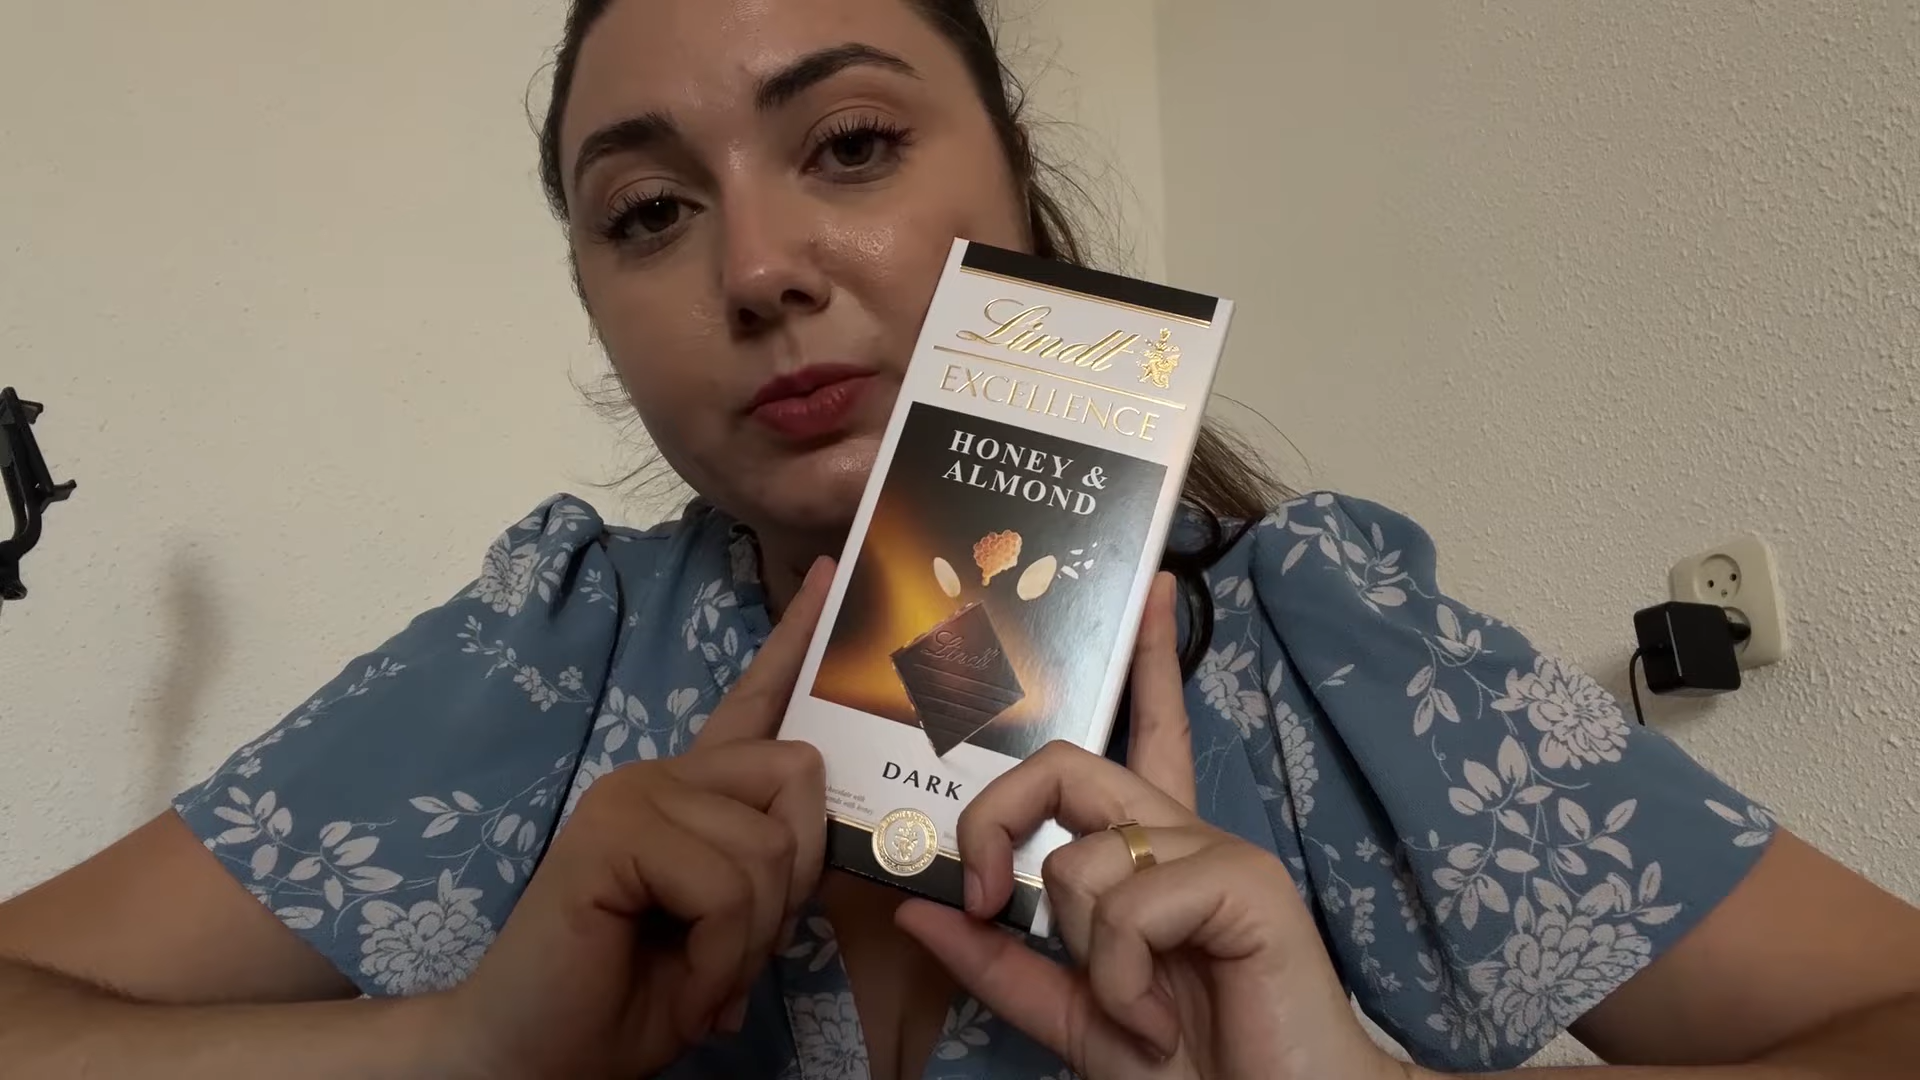 Lindt
EXCELLENCE
HONEY &
ALMOND
Lindt
DARK